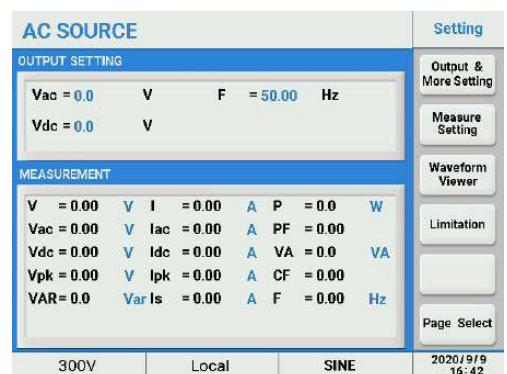 AC SOURCE
Setting
OUTPUT SETTING
Vac = 0.0 V F = 50.00 Hz
Vdc = 0.0 V
Output &
More Setting
Measure
Setting
MEASUREMENT
V = 0.00 V I = 0.00 A P = 0.0 W
Vac = 0.00 V Iac = 0.00 A PF = 0.00
Vdc = 0.00 V Idc = 0.00 A VA = 0.0 VA
Vpk = 0.00 V Ipk = 0.00 A CF = 0.00
VAR= 0.0 Var Is = 0.00 A F = 0.00 Hz
Waveform
Viewer
Limitation
Page Select
300V Local SINE
2020/9/9
16:42